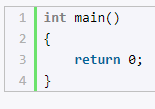 1 int main()
2 {
3     return 0;
4 }